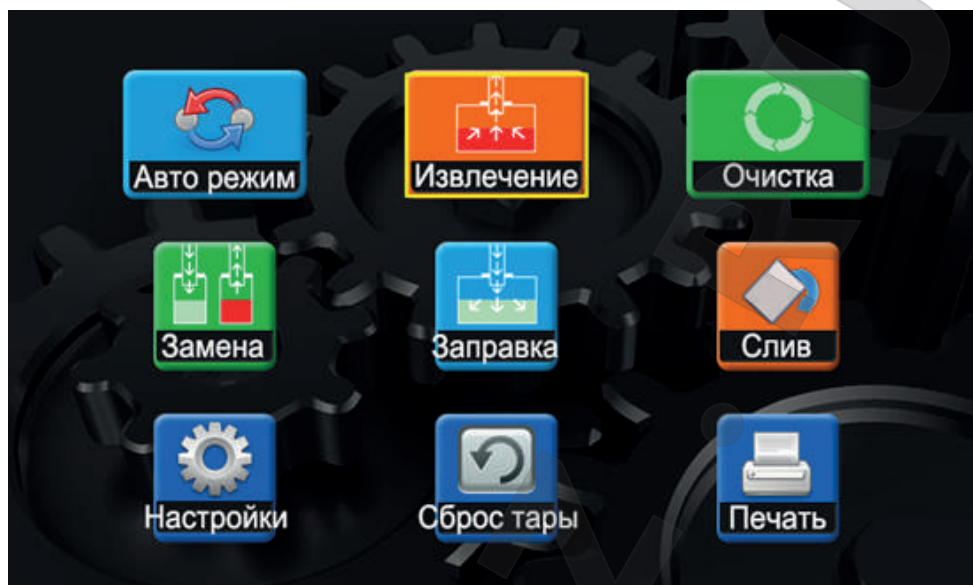 Авто режим
Извлечение
Очистка
Замена
Заправка
Слив
Настройки
Сброс тары
Печать